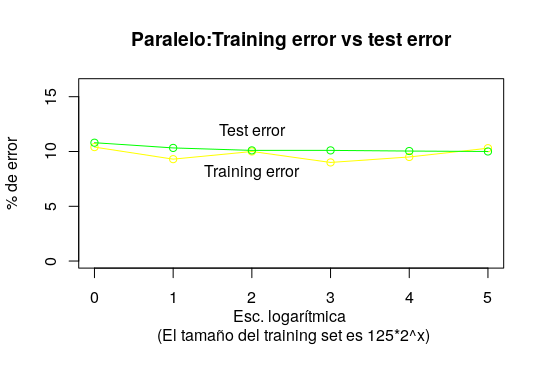 Paralelo:Training error vs test error
% de error
15
10
5
0
Test error
Training error
0 1 2 3 4 5
Esc. logarítmica
(El tamaño del training set es 125*2^x)